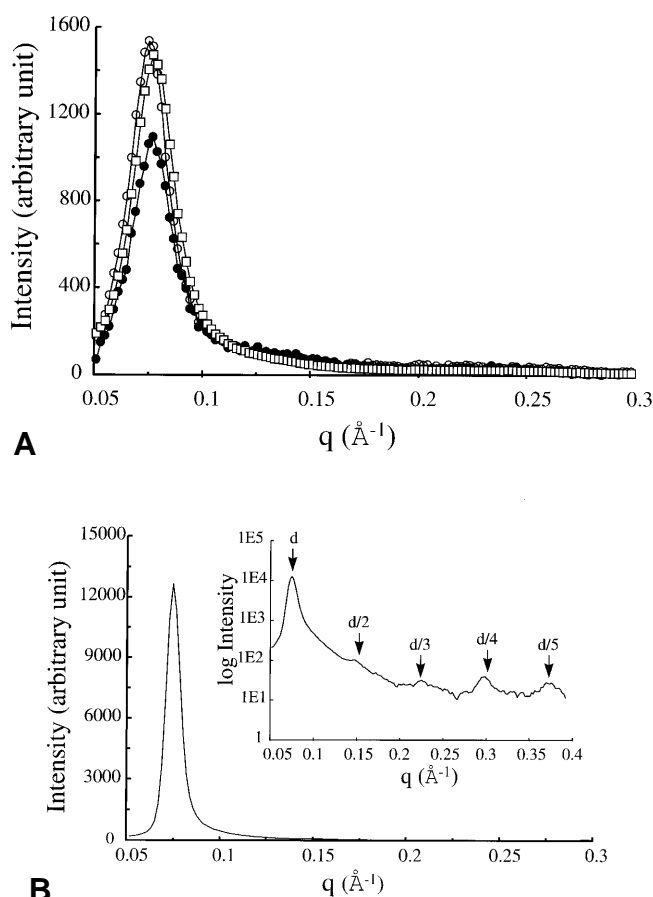 1600
1200
800
400
0
Intensity (arbitrary unit)
0.05 0.1 0.15 0.2 0.25 0.3
q (Å-1)
A
15000
12000
9000
6000
3000
0
Intensity (arbitrary unit)
0.05 0.1 0.15 0.2 0.25 0.3
q (Å-1)
B
1E5
1E4
1E3
1E2
1E1
1
log Intensity
d
d/2
d/3
d/4
d/5
0.05 0.1 0.15 0.2 0.25 0.3 0.35 0.4
q (Å-1)